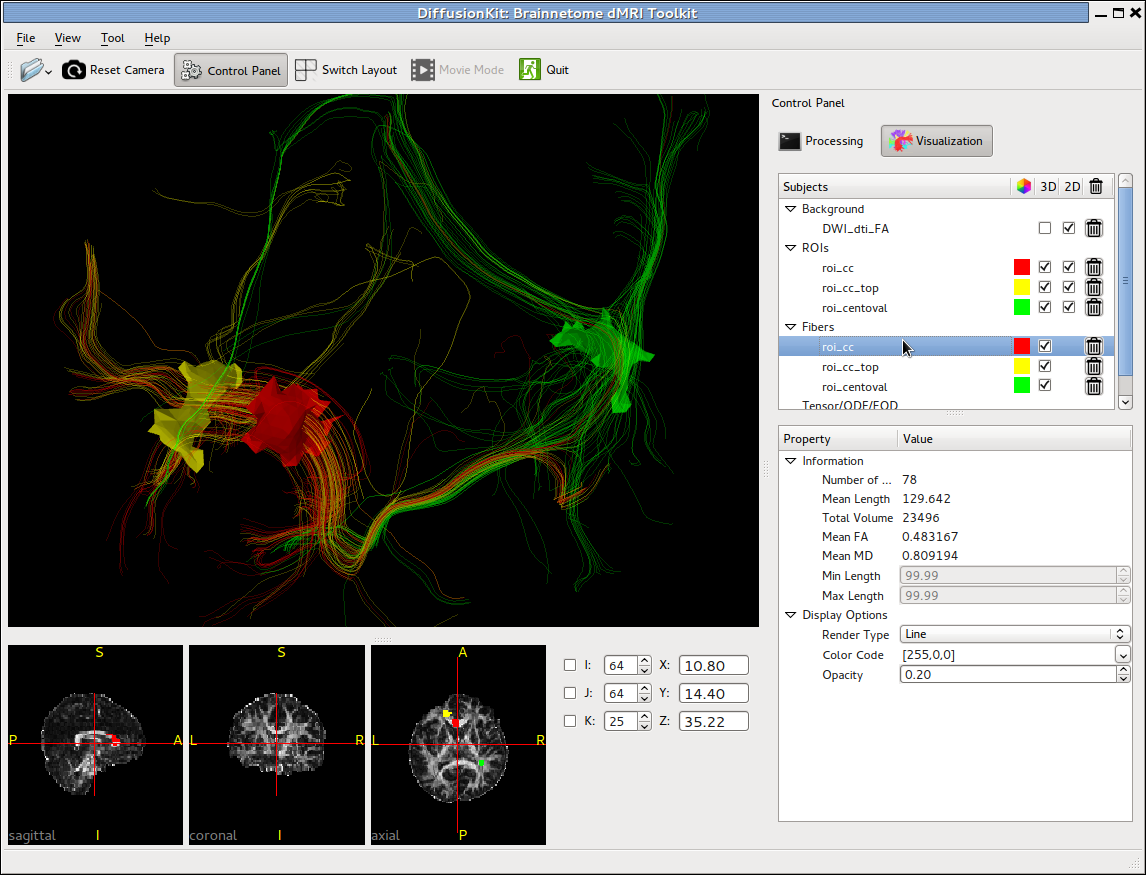 DiffusionKit: Brainnetome dMRI Toolkit
File View Tool Help
Reset Camera Control Panel Switch Layout Movie Mode Quit
Control Panel
Processing Visualization
Subjects 3D 2D
Background
DWI_dti_FA
ROIs
roi_cc
roi_cc_top
roi_centoval
Fibers
roi_cc
roi_cc_top
roi_centoval
Tensor/ODF/FOD
Property Value
Information
Number of ... 78
Mean Length 129.642
Total Volume 23496
Mean FA 0.483167
Mean MD 0.809194
Min Length 99.99
Max Length 99.99
Display Options
Render Type Line
Color Code [255,0,0]
Opacity 0.20
S
P A
sagittal I
S
L R
coronal I
A
L R
axial P
I: 64 X: 10.80
J: 64 Y: 14.40
K: 25 Z: 35.22